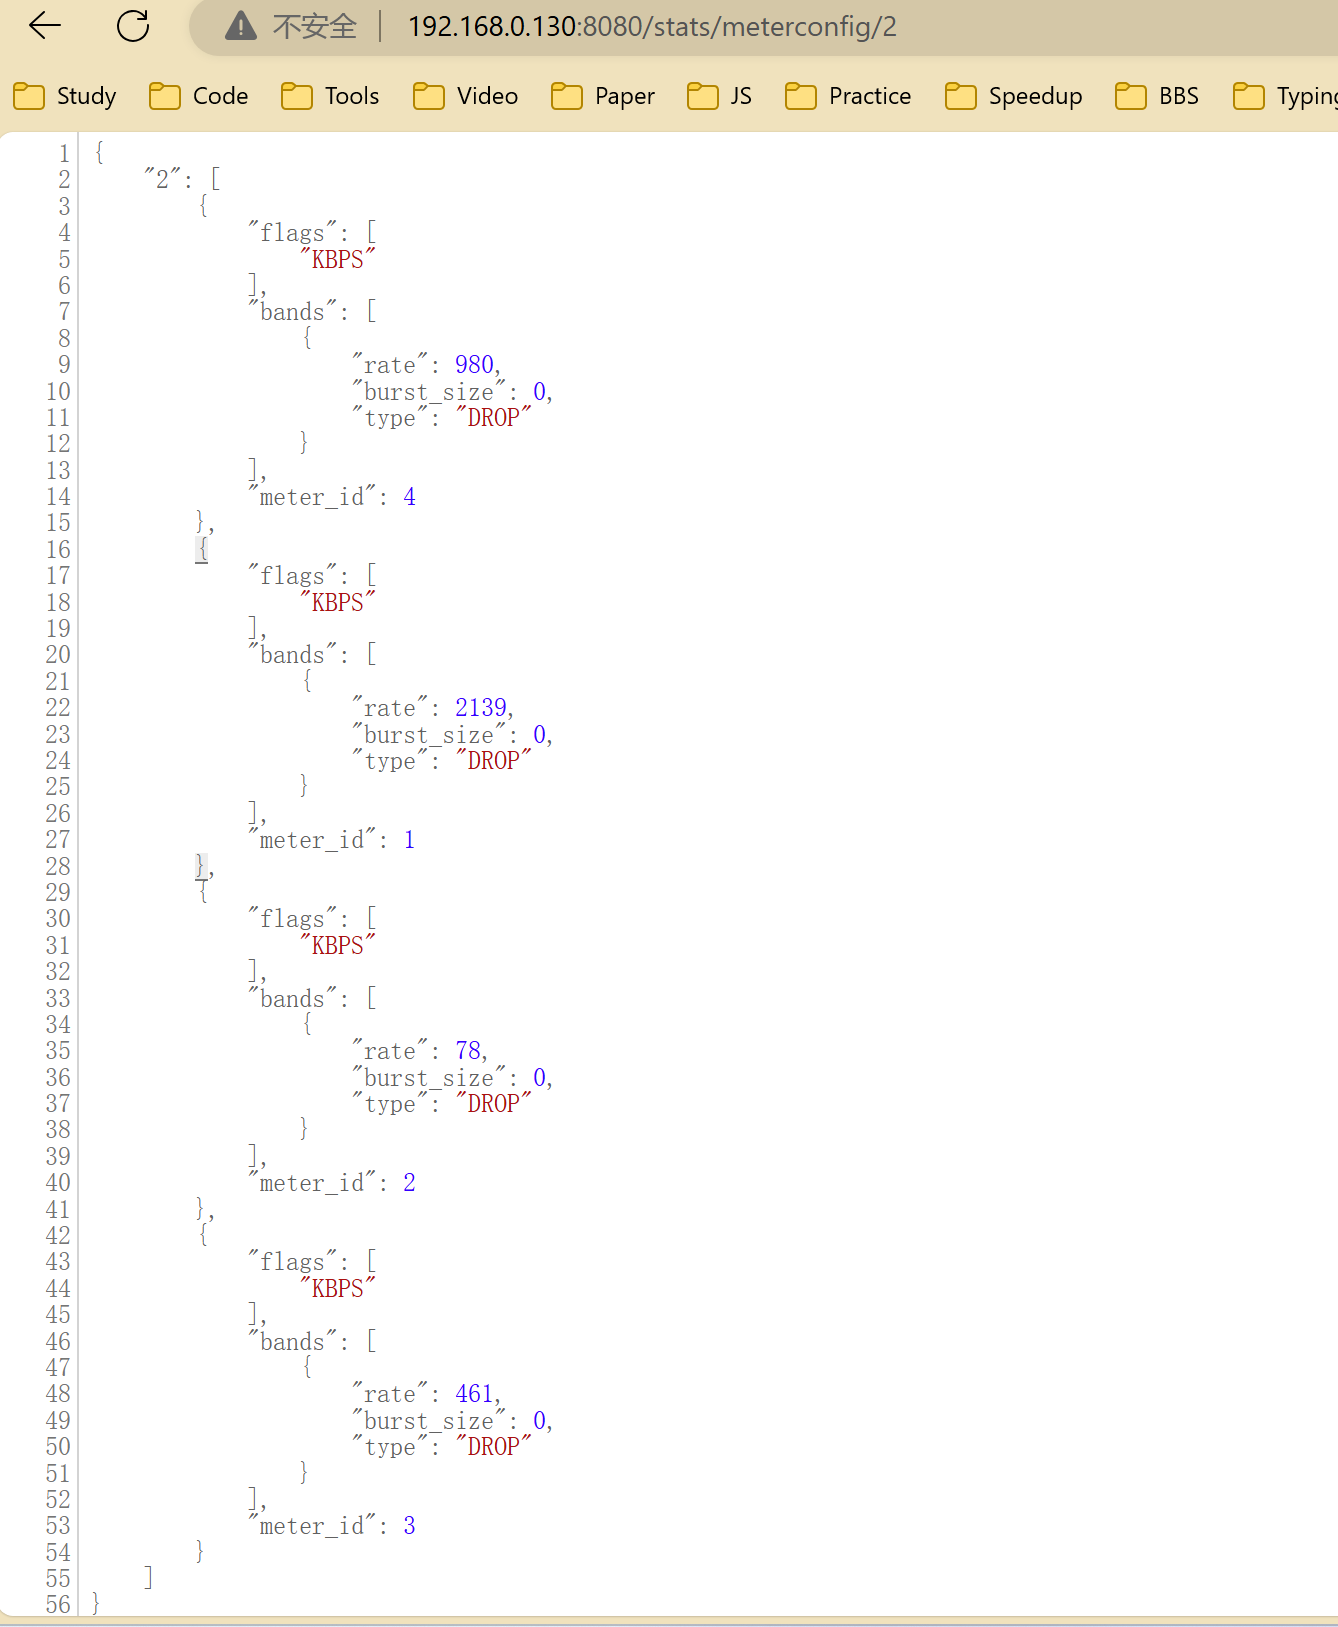 不安全 192.168.0.130:8080/stats/meterconfig/2
Study Code Tools Video Paper JS Practice Speedup BBS Typing
1 {
2     "2": [
3         {
4             "flags": [
5                 "KBPS"
6             ],
7             "bands": [
8                 {
9                     "rate": 980,
10                     "burst_size": 0,
11                     "type": "DROP"
12                 }
13             ],
14             "meter_id": 4
15         },
16         {
17             "flags": [
18                 "KBPS"
19             ],
20             "bands": [
21                 {
22                     "rate": 2139,
23                     "burst_size": 0,
24                     "type": "DROP"
25                 }
26             ],
27             "meter_id": 1
28         },
29         {
30             "flags": [
31                 "KBPS"
32             ],
33             "bands": [
34                 {
35                     "rate": 78,
36                     "burst_size": 0,
37                     "type": "DROP"
38                 }
39             ],
40             "meter_id": 2
41         },
42         {
43             "flags": [
44                 "KBPS"
45             ],
46             "bands": [
47                 {
48                     "rate": 461,
49                     "burst_size": 0,
50                     "type": "DROP"
51                 }
52             ],
53             "meter_id": 3
54         }
55     ]
56 }